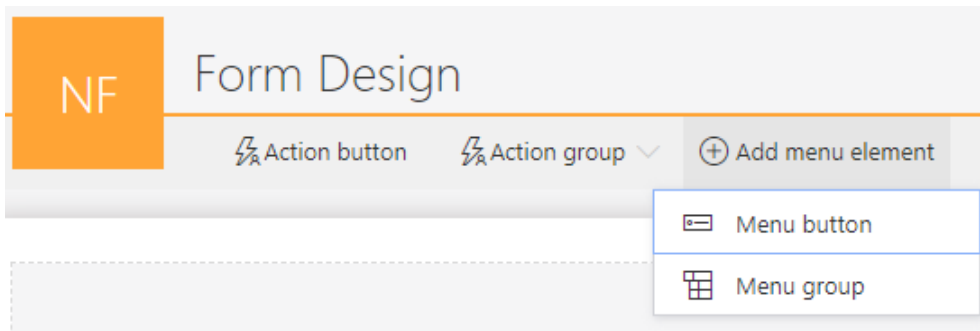 NF
Form Design
Action button Action group Add menu element
Menu button
Menu group